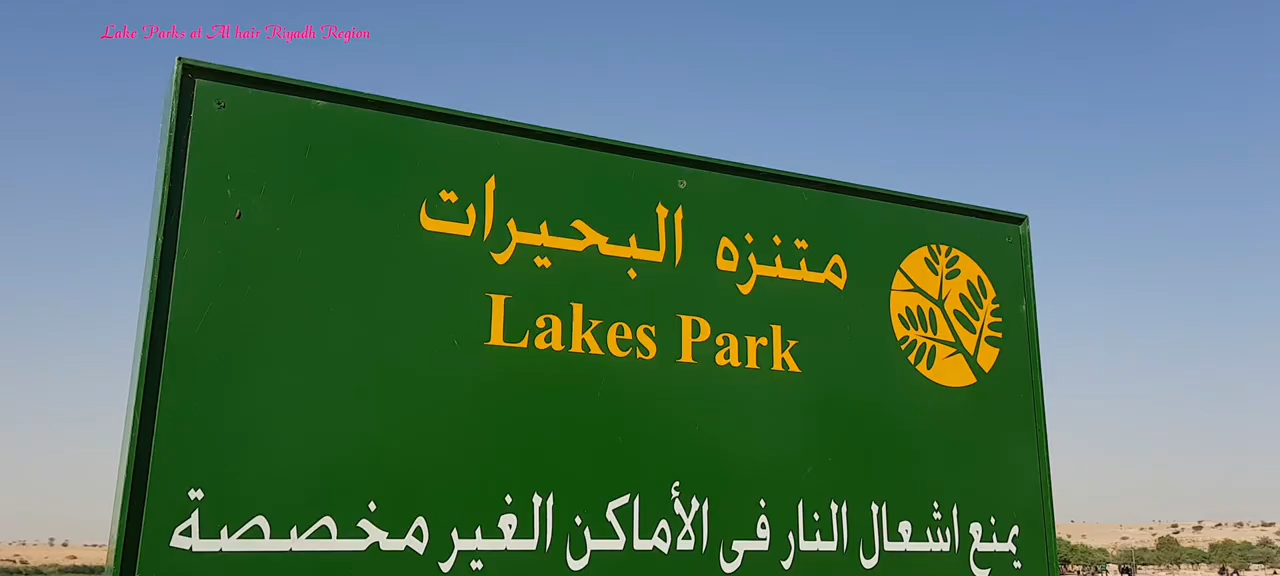 Lake Parks at Al hair Riyadh Region
متنزه البحيرات
Lakes Park
يمنع اشعال النار فى الأماكن الغير مخصصة